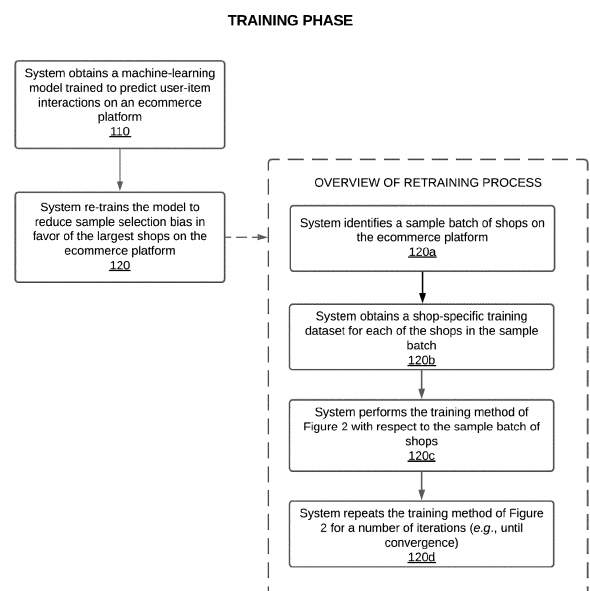 TRAINING PHASE
System obtains a machine-learning
model trained to predict user-item
interactions on an ecommerce
platform
110
System re-trains the model to
reduce sample selection bias in
favor of the largest shops on the
ecommerce platform
120
OVERVIEW OF RETRAINING PROCESS
System identifies a sample batch of shops on
the ecommerce platform
120a
System obtains a shop-specific training
dataset for each of the shops in the sample
batch
120b
System performs the training method of
Figure 2 with respect to the sample batch of
shops
120c
System repeats the training method of Figure
2 for a number of iterations (e.g., until
convergence)
120d